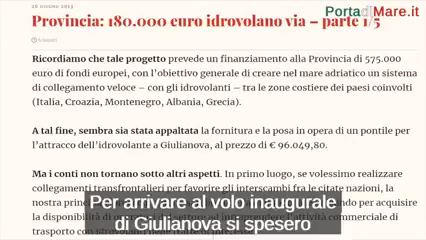 PortadiMare.it
26 GIUGNO 2013
Provincia: 180.000 euro idrovolano via – parte 1/5
Ricordiamo che tale progetto prevede un finanziamento alla Provincia di 575.000
euro di fondi europei, con l'obiettivo generale di creare nel mare adriatico un sistema
di collegamento veloce – con gli idrovolanti – tra le zone costiere dei paesi coinvolti
(Italia, Croazia, Montenegro, Albania, Grecia).
A tal fine, sembra sia stata appaltata la fornitura e la posa in opera di un pontile per
l'attracco dell'idrovolante a Giulianova, al prezzo di € 96.049,80.
Ma i conti non tornano sotto altri aspetti. In primo luogo, se volessimo realizzare
collegamenti transfrontalieri per favorire gli interscambi fra le citate nazioni, la
nostra
per acquisire
la disponibilità
attività commerciale di
trasporto con
Per arrivare al volo inaugurale
di Giulianova si spesero